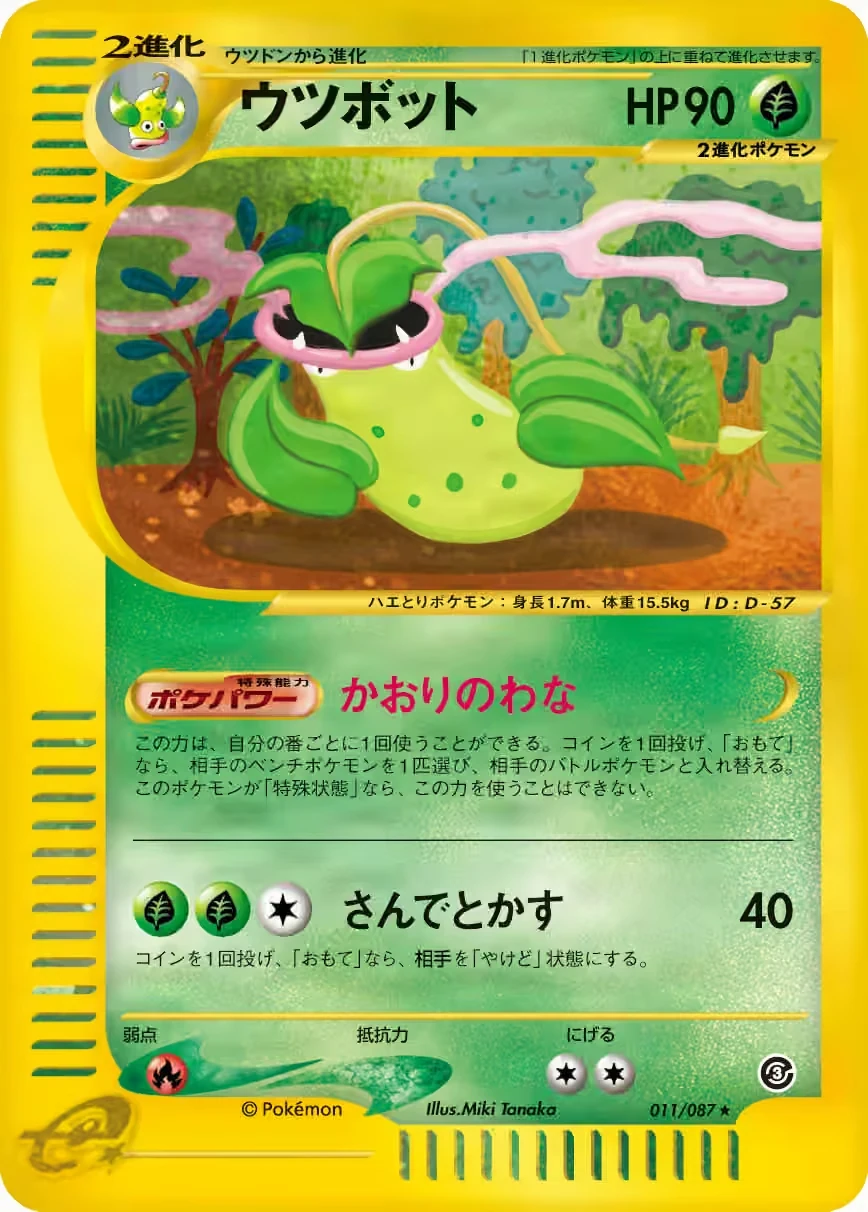 2進化 ウツドンから進化 「1進化ポケモン」の上に重ねて進化させます。
ウツボット HP90
2進化ポケモン
ハエとりポケモン：身長1.7m、体重15.5kg ID：D-57
特殊能力
ポケパワー かおりのわな
この力は、自分の番ごとに1回使うことができる。コインを1回投げ、「おもて」
なら、相手のベンチポケモンを1匹選び、相手のバトルポケモンと入れ替える。
このポケモンが「特殊状態」なら、この力を使うことはできない。
さんでとかす 40
コインを1回投げ、「おもて」なら、相手を「やけど」状態にする。
弱点 抵抗力 にげる
3
© Pokémon Illus.Miki Tanaka 011/087★
e